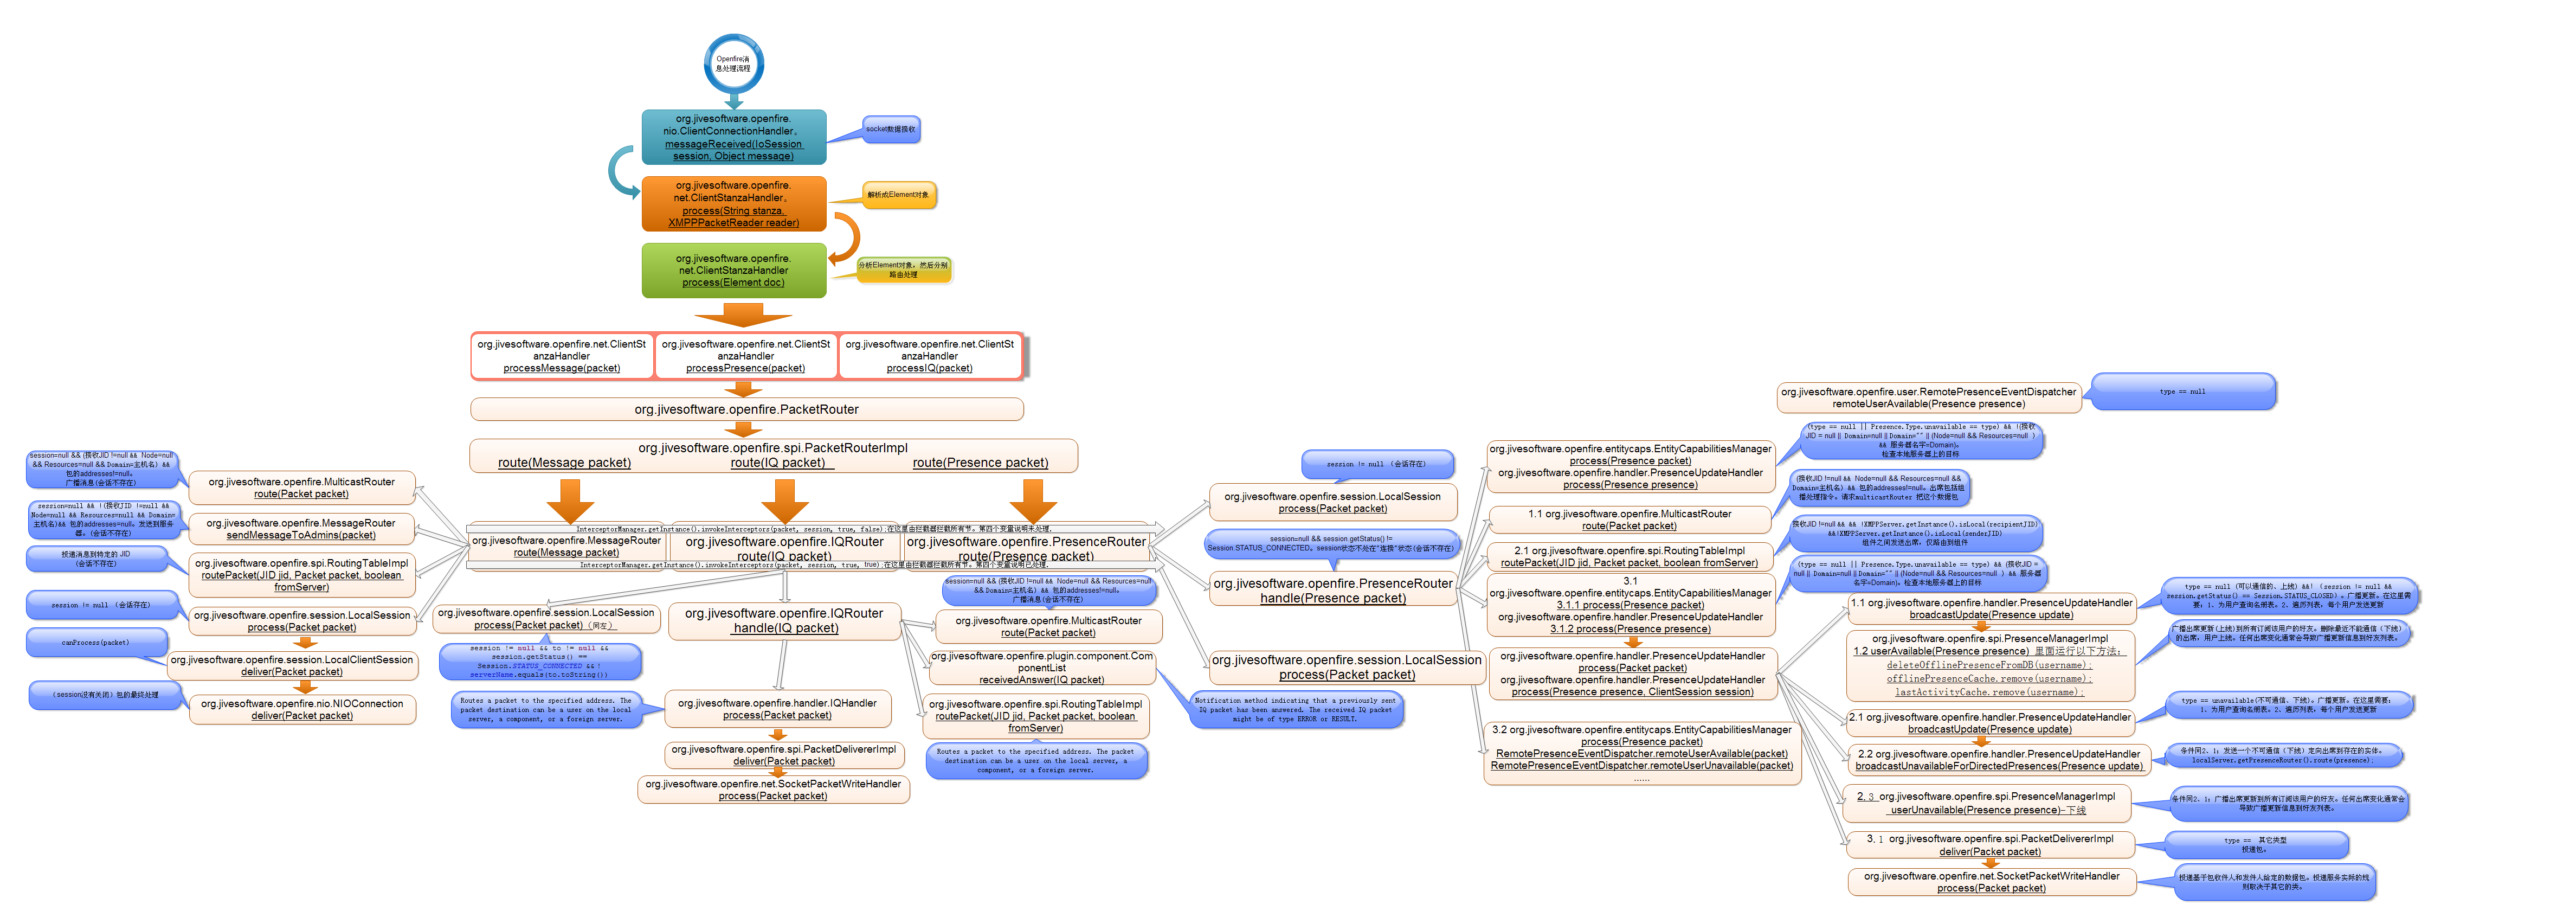 Openfire消
息处理流程
org.jivesoftware.openfire.
nio.ClientConnectionHandler。
messageReceived(IoSession
session, Object message)
socket数据接收
org.jivesoftware.openfire.
net.ClientStanzaHandler。
process(String stanza,
XMPPPacketReader reader)
解析成Element对象
org.jivesoftware.openfire.
net.ClientStanzaHandler
process(Element doc)
分析Element对象，然后分别
路由处理
org.jivesoftware.openfire.net.ClientSt
anzaHandler
processMessage(packet)
org.jivesoftware.openfire.net.ClientSt
anzaHandler
processPresence(packet)
org.jivesoftware.openfire.net.ClientSt
anzaHandler
processIQ(packet)
org.jivesoftware.openfire.PacketRouter
org.jivesoftware.openfire.spi.PacketRouterImpl
route(Message packet) route(IQ packet) route(Presence packet)
InterceptorManager.getInstance().invokeInterceptors(packet, session, true, false);在这里由拦截器拦截所有节。第四个变量说明未处理.
org.jivesoftware.openfire.MessageRouter
route(Message packet)
org.jivesoftware.openfire.IQRouter
route(IQ packet)
org.jivesoftware.openfire.PresenceRouter
route(Presence packet)
InterceptorManager.getInstance().invokeInterceptors(packet, session, true, true);在这里由拦截器拦截所有节。第四个变量说明已处理.
session=null && (接收JID !=null && Node=null
&& Resources=null && Domain=主机名) &&
包的addresses!=null。
广播消息(会话不存在)
org.jivesoftware.openfire.MulticastRouter
route(Packet packet)
session=null && !((接收JID !=null &&
Node=null && Resources=null && Domain=
主机名)&& 包的addresses!=null。发送到服务
器。(会话不存在)
org.jivesoftware.openfire.MessageRouter
sendMessageToAdmins(packet)
投递消息到特定的 JID
(会话不存在)
org.jivesoftware.openfire.spi.RoutingTableImpl
routePacket(JID jid, Packet packet, boolean
fromServer)
session != null （会话存在）
org.jivesoftware.openfire.session.LocalSession
process(Packet packet)
canProcess(packet)
org.jivesoftware.openfire.session.LocalClientSession
deliver(Packet packet)
(session没有关闭) 包的最终处理
org.jivesoftware.openfire.nio.NIOConnection
deliver(Packet packet)
org.jivesoftware.openfire.session.LocalSession
process(Packet packet)（同左）
session != null && to != null &&
session.getStatus() ==
Session.STATUS_CONNECTED &&!
serverName.equals(to.toString())
org.jivesoftware.openfire.IQRouter
handle(IQ packet)
session=null && (接收JID !=null && Node=null && Resources=null
&& Domain=主机名) && 包的addresses!=null。
广播消息(会话不存在)
org.jivesoftware.openfire.MulticastRouter
route(Packet packet)
org.jivesoftware.openfire.plugin.component.Com
ponentList
receivedAnswer(IQ packet)
Notification method indicating that a previously sent
IQ packet has been answered. The received IQ packet
might be of type ERROR or RESULT.
org.jivesoftware.openfire.spi.RoutingTableImpl
routePacket(JID jid, Packet packet, boolean
fromServer)
Routes a packet to the specified address. The packet
destination can be a user on the local server, a
component, or a foreign server.
Routes a packet to the specified address. The
packet destination can be a user on the local
server, a component, or a foreign server.
org.jivesoftware.openfire.handler.IQHandler
process(Packet packet)
org.jivesoftware.openfire.spi.PacketDelivererImpl
deliver(Packet packet)
org.jivesoftware.openfire.net.SocketPacketWriteHandler
process(Packet packet)
session != null （会话存在）
org.jivesoftware.openfire.session.LocalSession
process(Packet packet)
session=null && session.getStatus() !=
Session.STATUS_CONNECTED。session状态不处在"连接"状态(会话不存在)
org.jivesoftware.openfire.PresenceRouter
handle(Presence packet)
org.jivesoftware.openfire.session.LocalSession
process(Packet packet)
org.jivesoftware.openfire.user.RemotePresenceEventDispatcher
remoteUserAvailable(Presence presence)
type == null
org.jivesoftware.openfire.entitycaps.EntityCapabilitiesManager
process(Presence packet)
org.jivesoftware.openfire.handler.PresenceUpdateHandler
process(Presence presence)
(type == null || Presence.Type.unavailable == type) && !(接收
JID = null || Domain=null || Domain="" || (Node=null && Resources=null )
&& 服务器名字=Domain)。
检查本地服务器上的目标
1.1 org.jivesoftware.openfire.MulticastRouter
route(Packet packet)
(接收JID !=null && Node=null && Resources=null &&
Domain=主机名) && 包的addresses!=null。出席包括组
播处理指令。请求multicastRouter 把这个数据包
2.1 org.jivesoftware.openfire.spi.RoutingTableImpl
routePacket(JID jid, Packet packet, boolean fromServer)
接收JID !=null && !XMPPServer.getInstance().isLocal(recipientJID)
&&!XMPPServer.getInstance().isLocal(senderJID)
组件之间发送出席，仅路由到组件
3.1
org.jivesoftware.openfire.entitycaps.EntityCapabilitiesManager
3.1.1 process(Presence packet)
org.jivesoftware.openfire.handler.PresenceUpdateHandler
3.1.2 process(Presence presence)
(type == null || Presence.Type.unavailable == type) && (接收JID =
null || Domain=null || Domain="" || (Node=null && Resources=null ) && 服务器
名字=Domain)。检查本地服务器上的目标
org.jivesoftware.openfire.handler.PresenceUpdateHandler
process(Packet packet)
org.jivesoftware.openfire.handler.PresenceUpdateHandler
process(Presence presence, ClientSession session)
3.2 org.jivesoftware.openfire.entitycaps.EntityCapabilitiesManager
process(Presence packet)
RemotePresenceEventDispatcher.remoteUserAvailable(packet)
RemotePresenceEventDispatcher.remoteUserUnavailable(packet)
......
1.1 org.jivesoftware.openfire.handler.PresenceUpdateHandler
broadcastUpdate(Presence update)
type == null (可以通信的、上线) &&! (session != null &&
session.getStatus() == Session.STATUS_CLOSED) 。广播更新。在这里需
要：1、为用户查询名册表。2、遍历列表，每个用户发送更新
org.jivesoftware.openfire.spi.PresenceManagerImpl
1.2 userAvailable(Presence presence) 里面运行以下方法：
deleteOfflinePresenceFromDB(username);
offlinePresenceCache.remove(username);
lastActivityCache.remove(username);
广播出席更新(上线)到所有订阅该用户的好友。删除最近不能通信（下线）
的出席，用户上线。任何出席变化通常会导致广播更新信息到好友列表。
2.1 org.jivesoftware.openfire.handler.PresenceUpdateHandler
broadcastUpdate(Presence update)
type == unavailable(不可通信、下线)。广播更新。在这里需要：
1、为用户查询名册表。2、遍历列表，每个用户发送更新
2.2 org.jivesoftware.openfire.handler.PresenceUpdateHandler
broadcastUnavailableForDirectedPresences(Presence update)
条件同2、1；发送一个不可通信（下线）定向出席到存在的实体。
localServer.getPresenceRouter().route(presence);
2.3 org.jivesoftware.openfire.spi.PresenceManagerImpl
userUnavailable(Presence presence)-下线
条件同2、1；广播出席更新到所有订阅该用户的好友。任何出席变化通常会
导致广播更新信息到好友列表。
3.1 org.jivesoftware.openfire.spi.PacketDelivererImpl
deliver(Packet packet)
type == 其它类型
投递包。
org.jivesoftware.openfire.net.SocketPacketWriteHandler
process(Packet packet)
投递基于包收件人和发件人给定的数据包。投递服务实际的规
则取决于其它的类。